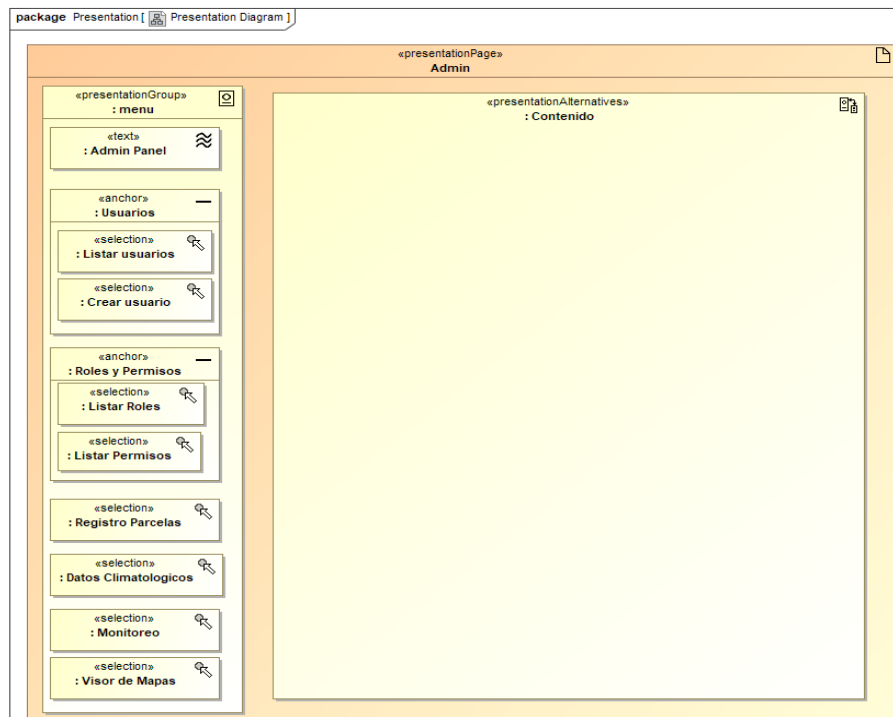 package Presentation [ Presentation Diagram ]
«presentationPage»
Admin
«presentationGroup»
: menu
«text»
: Admin Panel
«anchor»
: Usuarios
«selection»
: Listar usuarios
«selection»
: Crear usuario
«anchor»
: Roles y Permisos
«selection»
: Listar Roles
«selection»
: Listar Permisos
«selection»
: Registro Parcelas
«selection»
: Datos Climatologicos
«selection»
: Monitoreo
«selection»
: Visor de Mapas
«presentationAlternatives»
: Contenido